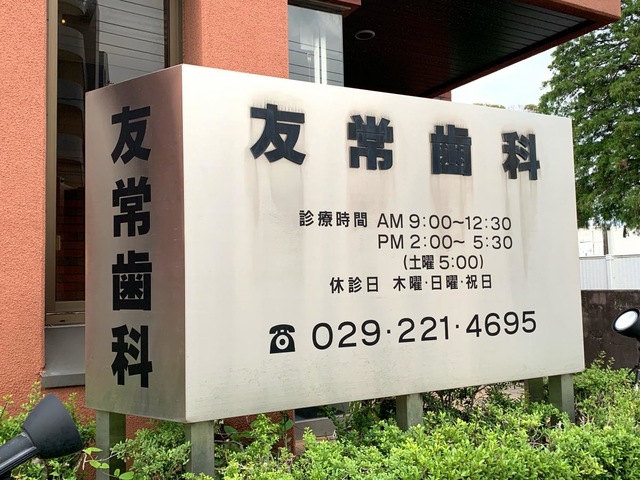 友常歯科
友常歯科
診療時間 AM 9:00〜12:30
PM 2:00〜 5:30
(土曜 5:00)
休診日 木曜·日曜·祝日
☎ 029·221·4695